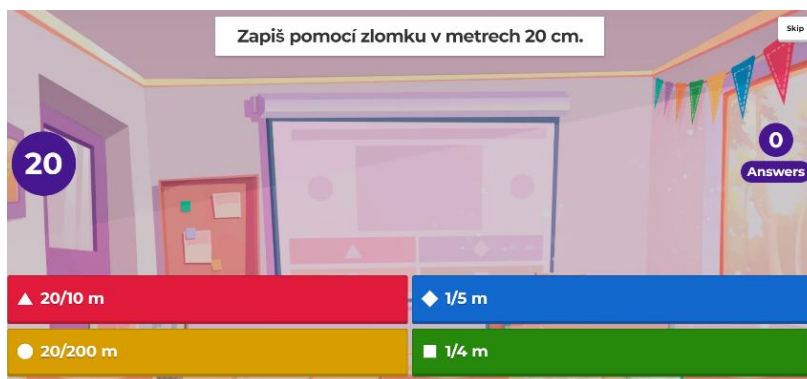 Zapiš pomocí zlomku v metrech 20 cm.
Skip
20
0
Answers
20/10 m
1/5 m
20/200 m
1/4 m